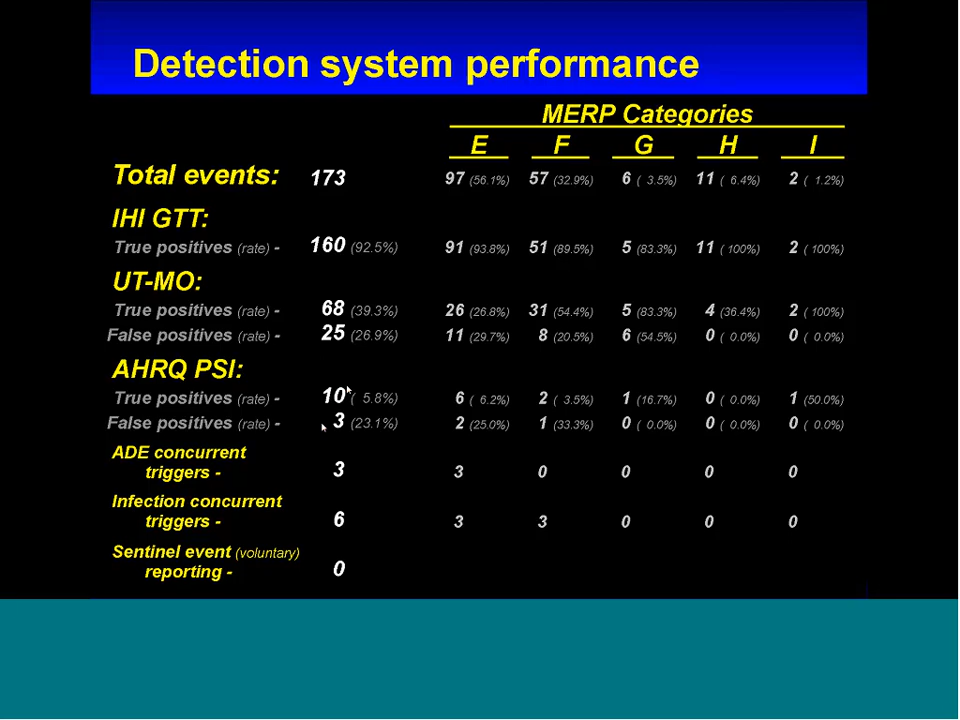 Detection system performance
MERP Categories
E F G H I
Total events: 173 97 (56.1%) 57 (32.9%) 6 ( 3.5%) 11 ( 6.4%) 2 ( 1.2%)
IHI GTT:
True positives (rate) - 160 (92.5%) 91 (93.8%) 51 (89.5%) 5 (83.3%) 11 ( 100%) 2 ( 100%)
UT-MO:
True positives (rate) - 68 (39.3%) 26 (26.8%) 31 (54.4%) 5 (83.3%) 4 (36.4%) 2 ( 100%)
False positives (rate) - 25 (26.9%) 11 (29.7%) 8 (20.5%) 6 (54.5%) 0 ( 0.0%) 0 ( 0.0%)
AHRQ PSI:
True positives (rate) - 10 ( 5.8%) 6 ( 6.2%) 2 ( 3.5%) 1 (16.7%) 0 ( 0.0%) 1 (50.0%)
False positives (rate) - 3 (23.1%) 2 (25.0%) 1 (33.3%) 0 ( 0.0%) 0 ( 0.0%) 0 ( 0.0%)
ADE concurrent
triggers - 3 3 0 0 0 0
Infection concurrent
triggers - 6 3 3 0 0 0
Sentinel event (voluntary)
reporting - 0